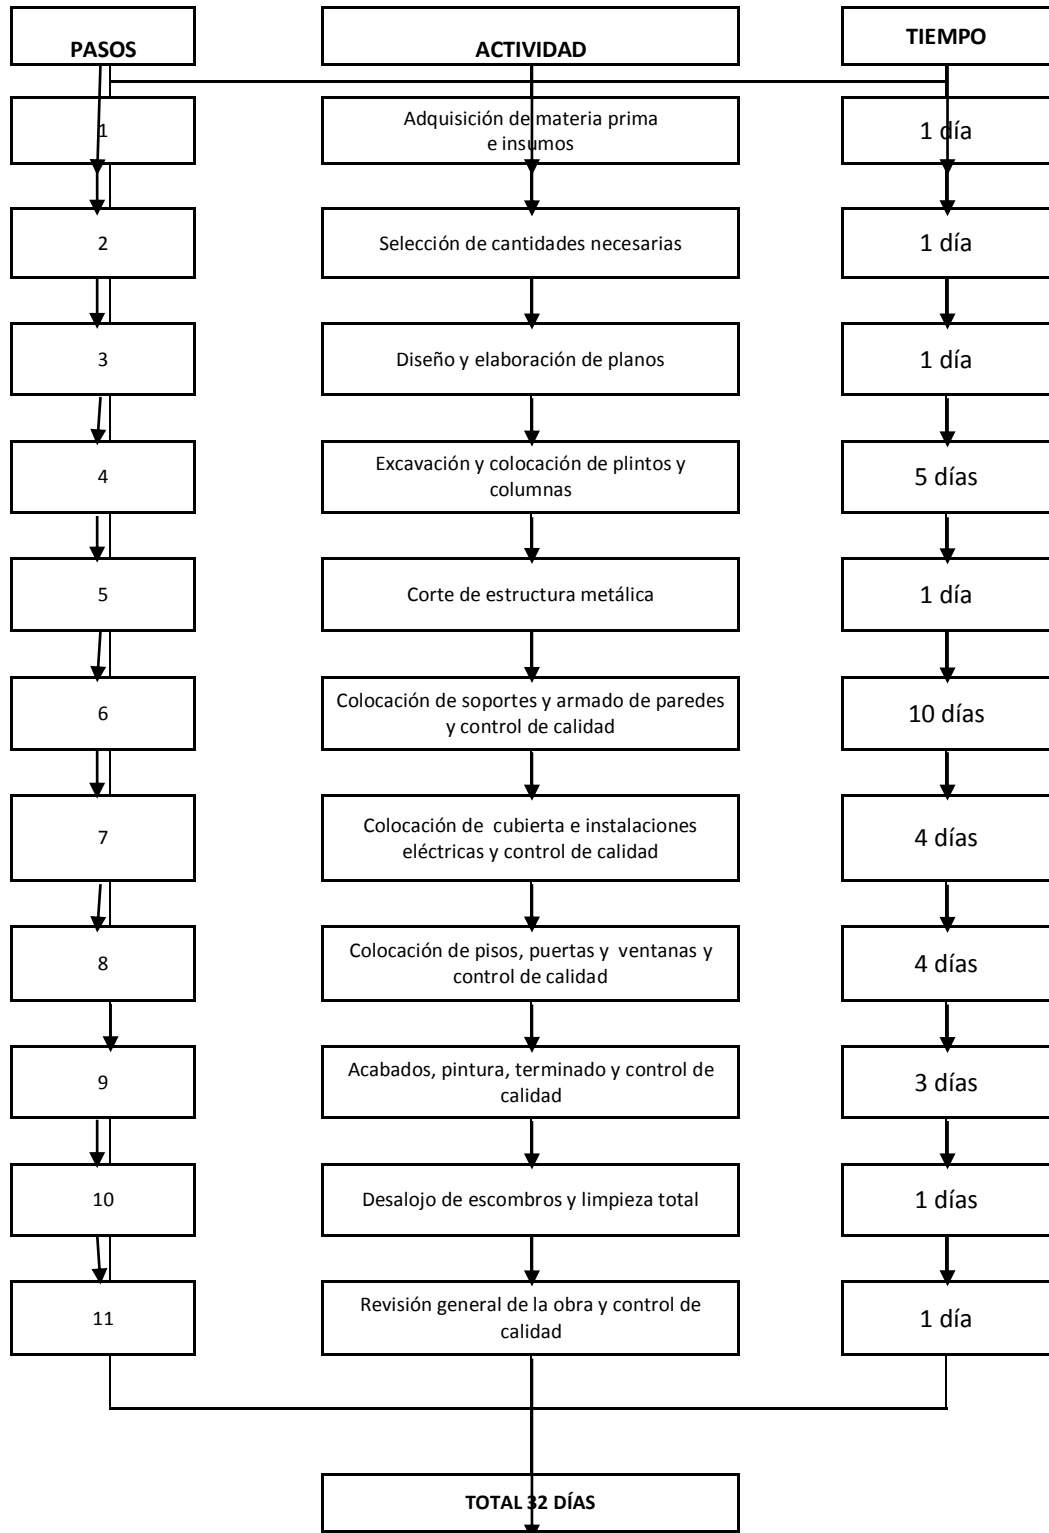 PASOS
ACTIVIDAD
TIEMPO
1
Adquisición de materia prima
e insumos
1 día
2
Selección de cantidades necesarias
1 día
3
Diseño y elaboración de planos
1 día
4
Excavación y colocación de plintos y
columnas
5 días
5
Corte de estructura metálica
1 día
6
Colocación de soportes y armado de paredes
y control de calidad
10 días
7
Colocación de  cubierta e instalaciones
eléctricas y control de calidad
4 días
8
Colocación de pisos, puertas y  ventanas y
control de calidad
4 días
9
Acabados, pintura, terminado y control de
calidad
3 días
10
Desalojo de escombros y limpieza total
1 días
11
Revisión general de la obra y control de
calidad
1 día
TOTAL 32 DÍAS